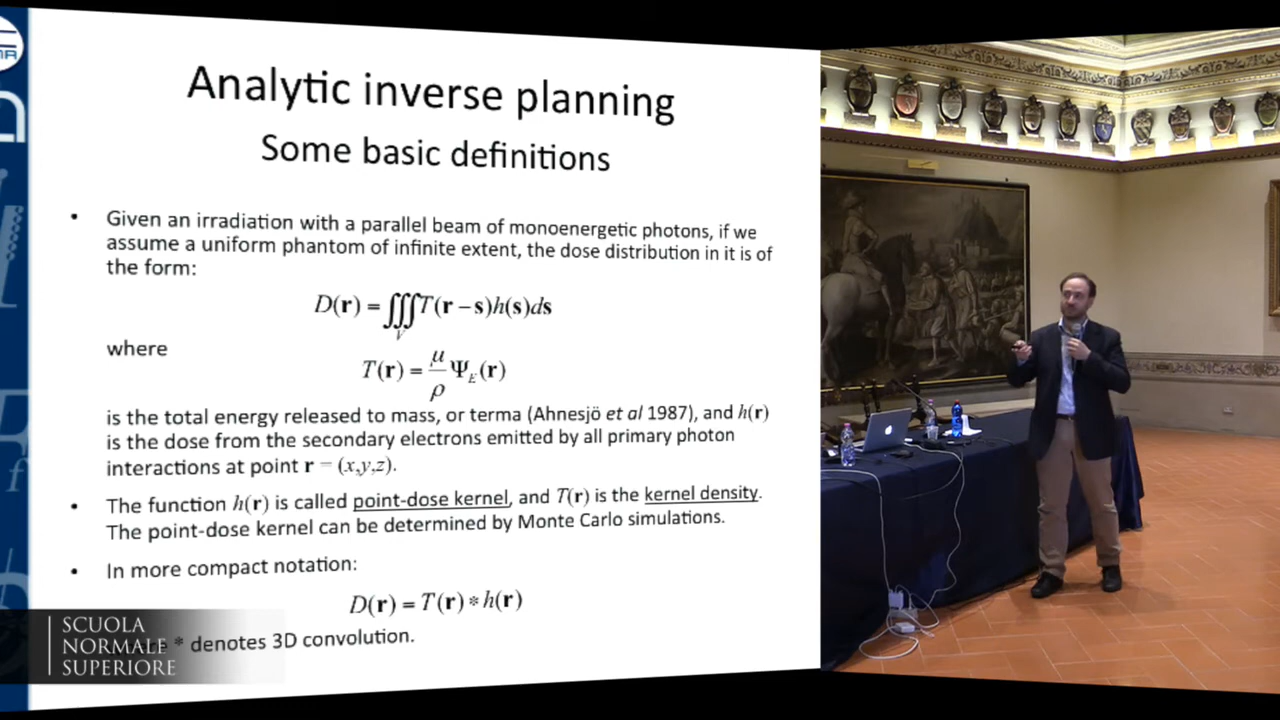 Analytic inverse planning
Some basic definitions
• Given an irradiation with a parallel beam of monoenergetic photons, if we
assume a uniform phantom of infinite extent, the dose distribution in it is of
the form:
D(r) = ∭T(r − s)h(s)ds
V
where
T(r) = μ/ρ Ψ_E(r)
is the total energy released to mass, or terma (Ahnesjö et al 1987), and h(r)
is the dose from the secondary electrons emitted by all primary photon
interactions at point r = (x,y,z).
• The function h(r) is called point-dose kernel, and T(r) is the kernel density.
The point-dose kernel can be determined by Monte Carlo simulations.
• In more compact notation:
D(r) = T(r) * h(r)
* denotes 3D convolution.
SCUOLA
NORMALE
SUPERIORE